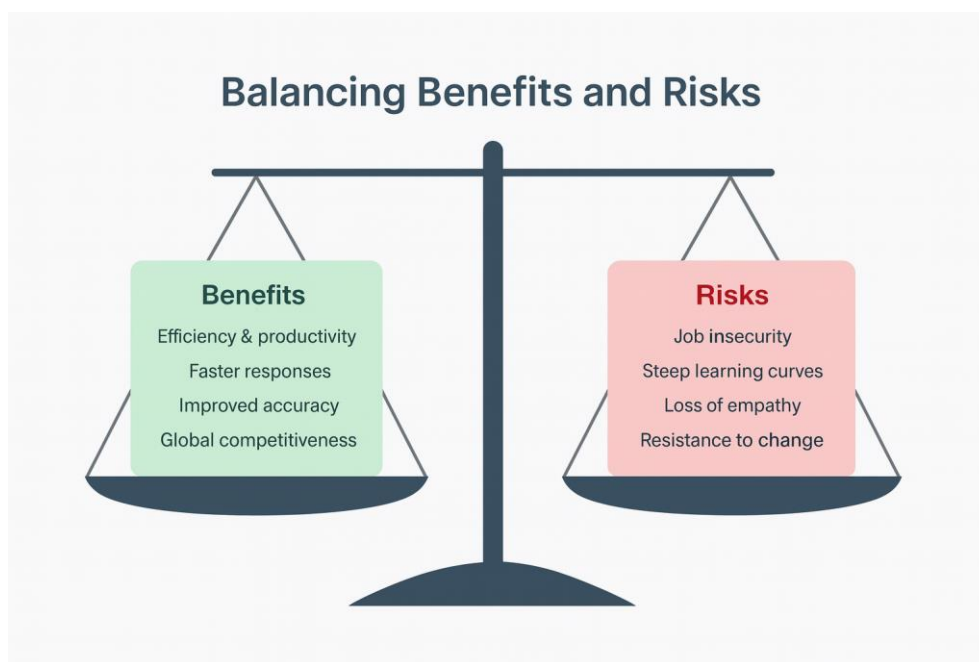 Balancing Benefits and Risks
Benefits
Efficiency & productivity
Faster responses
Improved accuracy
Global competitiveness
Risks
Job insecurity
Steep learning curves
Loss of empathy
Resistance to change